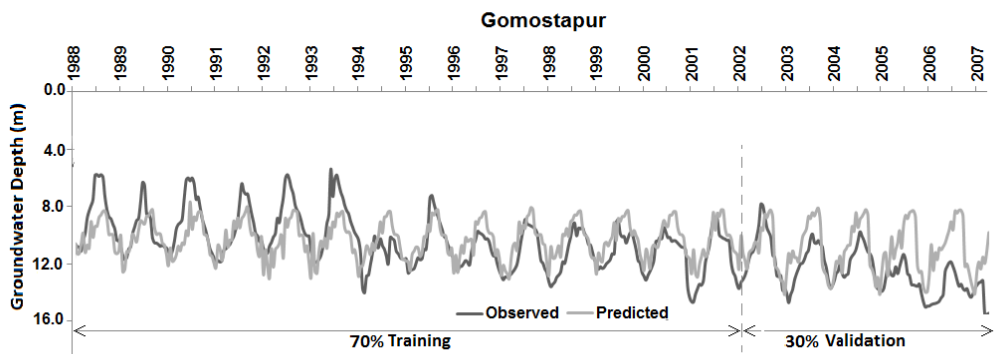 Gomostapur
1988 1989 1990 1991 1992 1993 1994 1995 1996 1997 1998 1999 2000 2001 2002 2003 2004 2005 2006 2007
Groundwater Depth (m)
0.0
4.0
8.0
12.0
16.0
Observed Predicted
70% Training 30% Validation